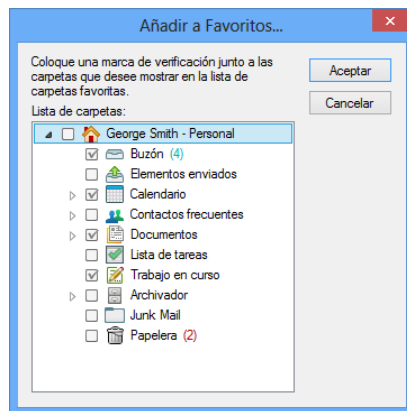 Añadir a Favoritos...
Coloque una marca de verificación junto a las
carpetas que desee mostrar en la lista de
carpetas favoritas.
Aceptar
Cancelar
Lista de carpetas:
George Smith - Personal
Buzón (4)
Elementos enviados
Calendario
Contactos frecuentes
Documentos
Lista de tareas
Trabajo en curso
Archivador
Junk Mail
Papelera (2)